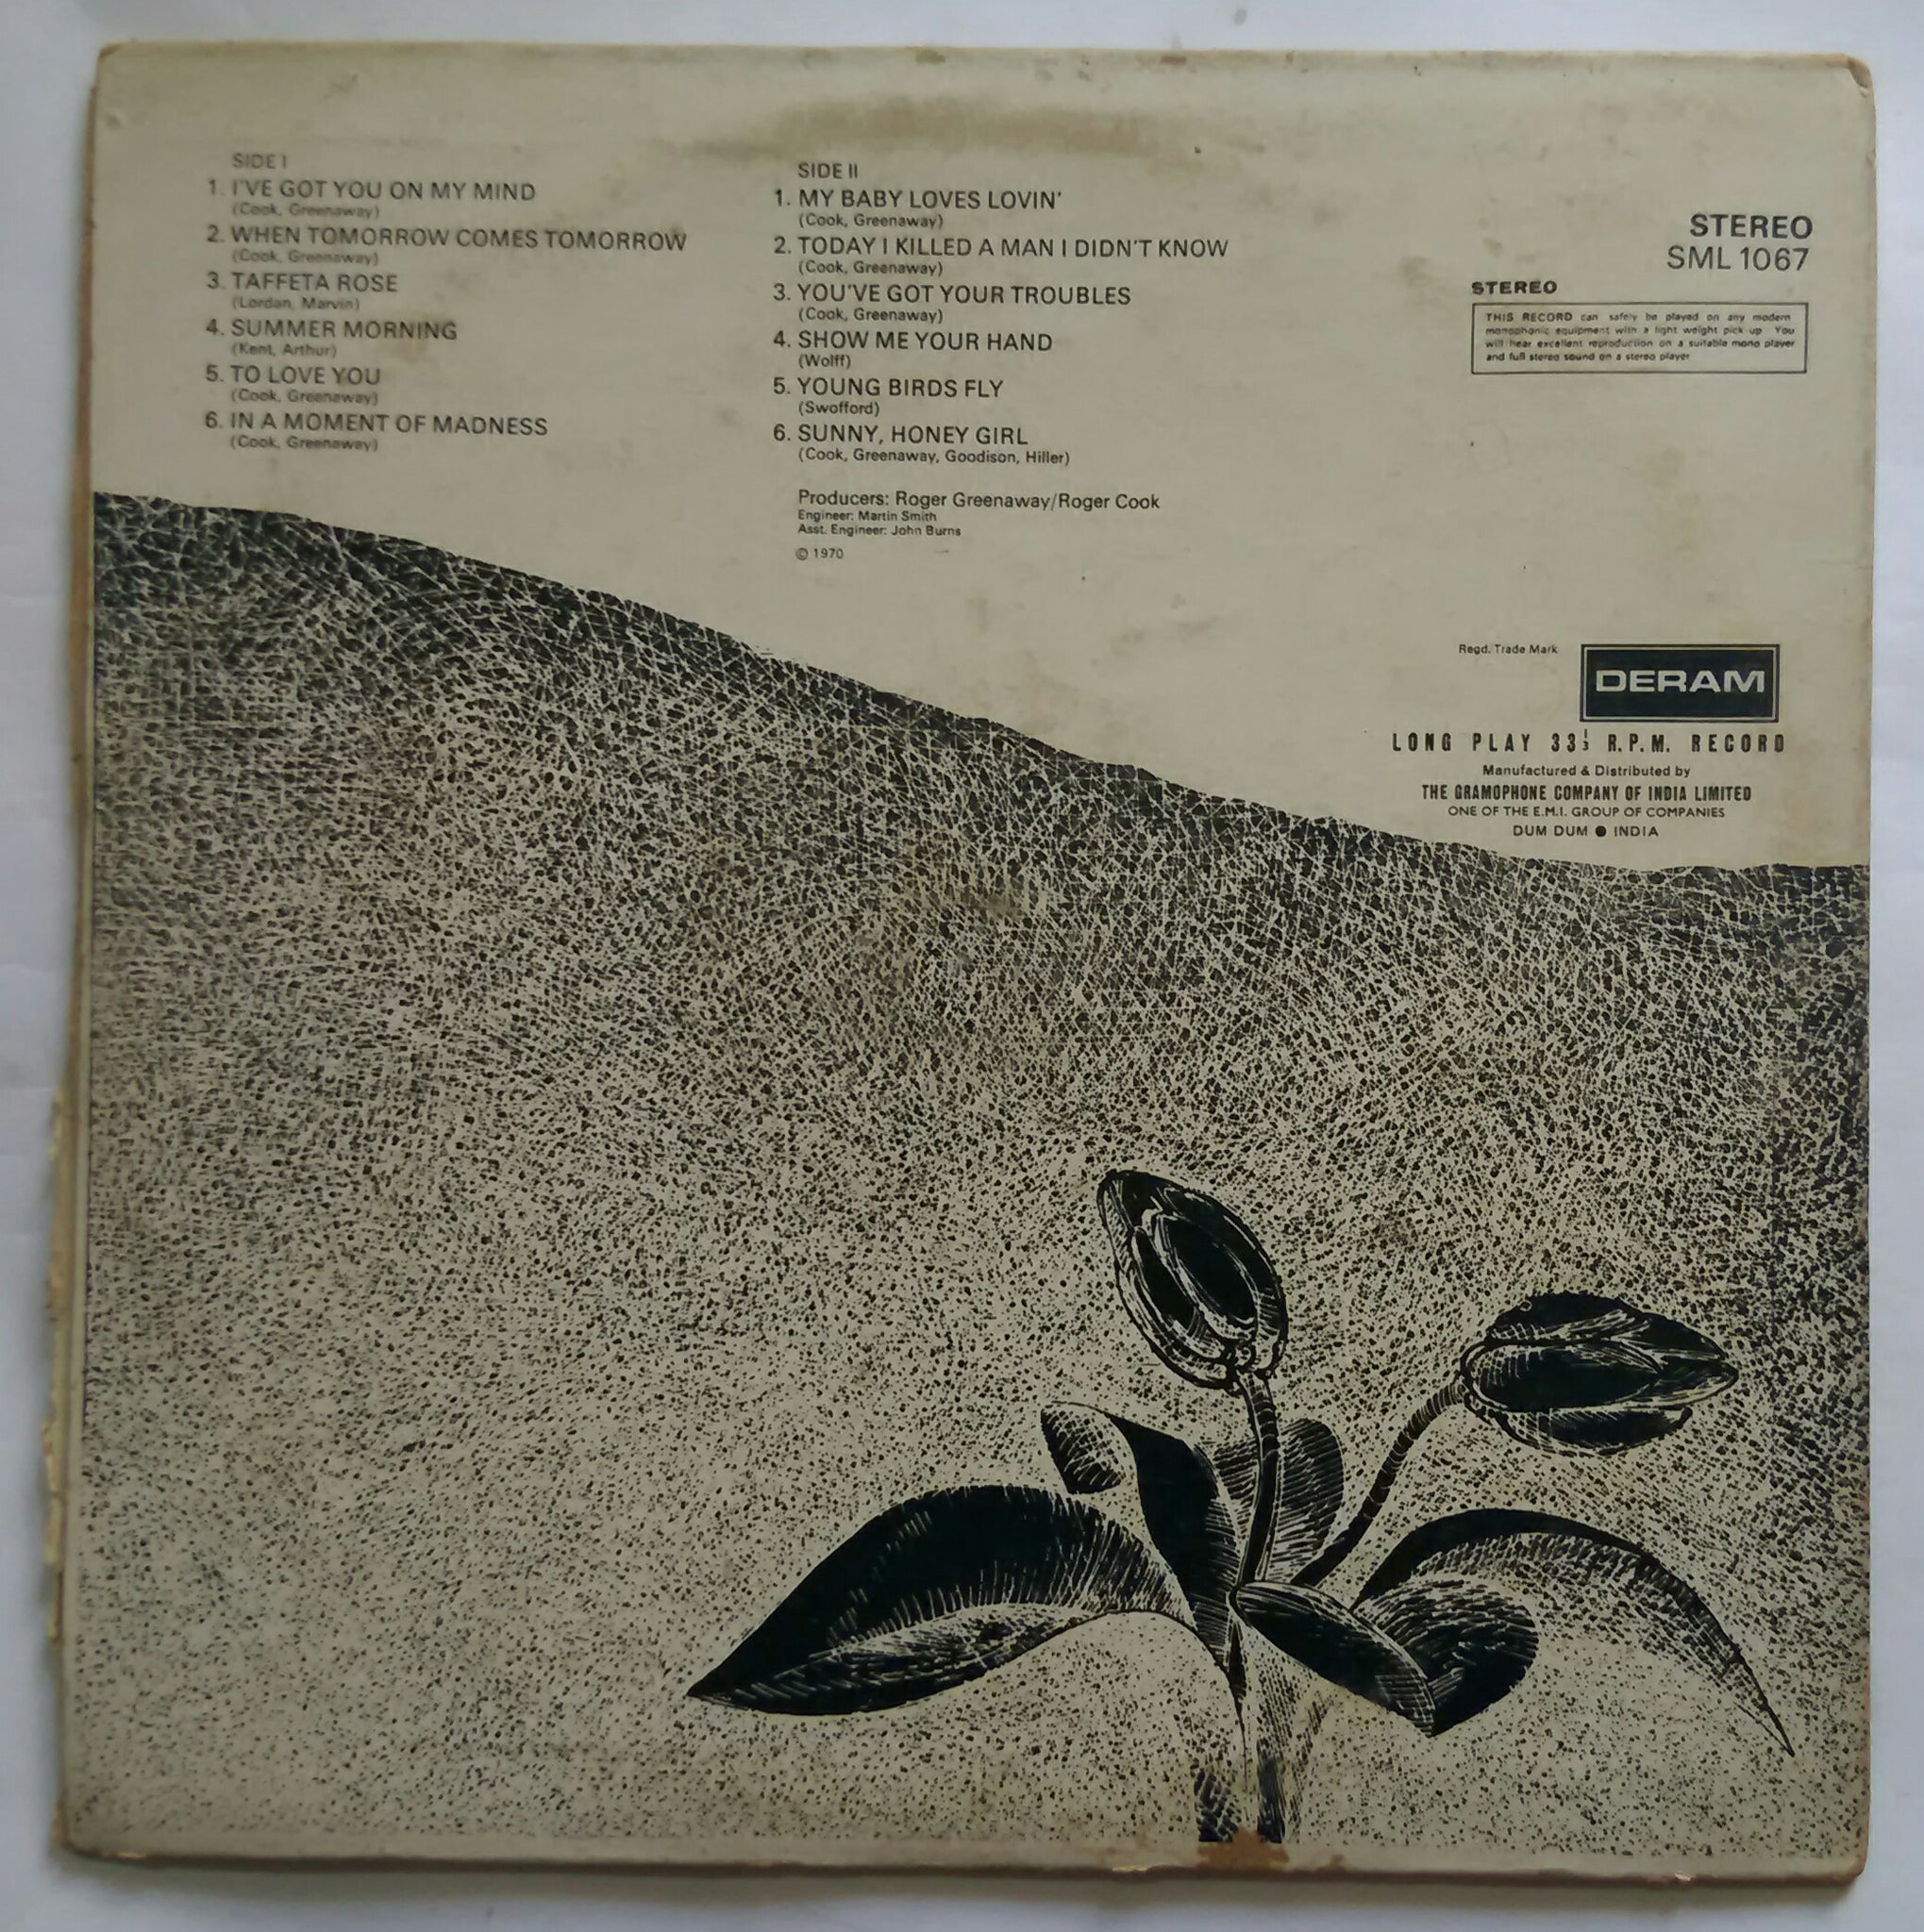 SIDE I
1. I'VE GOT YOU ON MY MIND
(Cook, Greenaway)
2. WHEN TOMORROW COMES TOMORROW
(Cook, Greenaway)
3. TAFFETA ROSE
(Lordan, Marvin)
4. SUMMER MORNING
(Kent, Arthur)
5. TO LOVE YOU
(Cook, Greenaway)
6. IN A MOMENT OF MADNESS
(Cook, Greenaway)
SIDE II
1. MY BABY LOVES LOVIN'
(Cook, Greenaway)
2. TODAY I KILLED A MAN I DIDN'T KNOW
(Cook, Greenaway)
3. YOU'VE GOT YOUR TROUBLES
(Cook, Greenaway)
4. SHOW ME YOUR HAND
(Wolff)
5. YOUNG BIRDS FLY
(Swofford)
6. SUNNY, HONEY GIRL
(Cook, Greenaway, Goodison, Hiller)
Producers: Roger Greenaway/Roger Cook
Engineer: Martin Smith
Asst. Engineer: John Burns
© 1970
STEREO
SML 1067
STEREO
THIS RECORD can safely be played on any modern
monophonic equipment with a light weight pick-up You
will hear excellent reproduction on a suitable mono player
and full stereo sound on a stereo player
Regd. Trade Mark
DERAM
LONG PLAY 33⅓ R.P.M. RECORD
Manufactured & Distributed by
THE GRAMOPHONE COMPANY OF INDIA LIMITED
ONE OF THE E.M.I. GROUP OF COMPANIES
DUM DUM ● INDIA